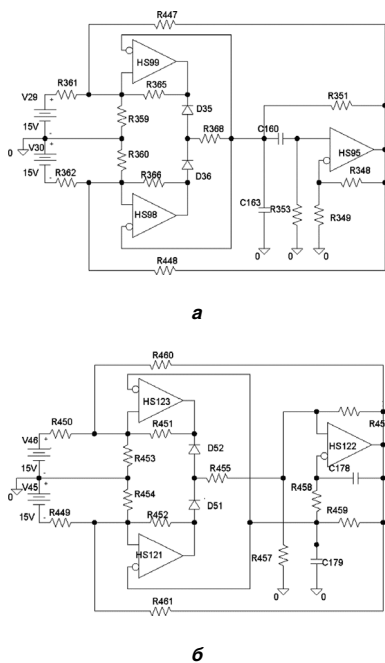 R447
HS99
R361
R365
R351
V29
D35
R359
R368
C160
15V
HS95
0
V30
R360
R348
D36
15V
R362
R366
C163
R353
R349
HS98
0
0
0
R448
а
R460
HS123
R450
R451
R45
V46
D52
HS122
R453
15V
R455
C178
0
V45
R454
D51
R458
15V
R449
R452
R459
HS121
R457
C179
0
0
R461
б